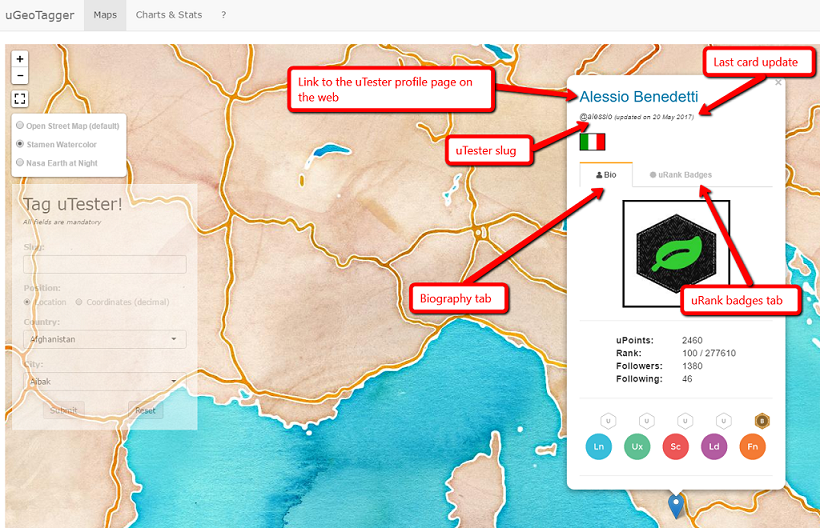 uGeoTagger Maps Charts & Stats ?
+
−
Open Street Map (default)
Stamen Watercolor
Nasa Earth at Night
Tag uTester!
All fields are mandatory
Slug:
Position:
Location Coordinates (decimal)
Country:
Afghanistan
City:
Aibak
Submit Reset
Link to the uTester profile page on
the web
Last card update
uTester slug
Biography tab
uRank badges tab
×
Alessio Benedetti
@alessio (updated on 20 May 2017)
Bio uRank Badges
uPoints: 2460
Rank: 100 / 277610
Followers: 1380
Following: 46
U U U U B
Ln Ux Sc Ld Fn